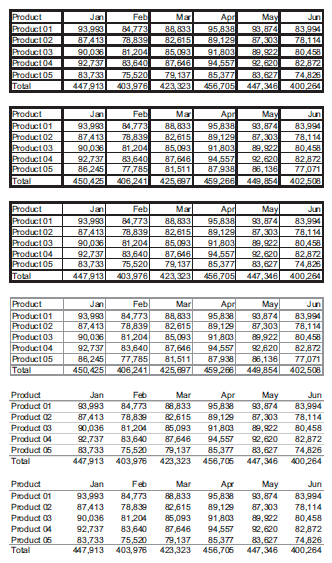 Product Jan Feb Mar Apr May Jun
Product 01 93,993 84,773 88,833 95,838 93,874 83,994
Product 02 87,413 78,839 82,615 89,129 87,303 78,114
Product 03 90,036 81,204 85,093 91,803 89,922 80,458
Product 04 92,737 83,640 87,646 94,557 92,620 82,872
Product 05 83,733 75,520 79,137 85,377 83,627 74,826
Total 447,913 403,976 423,323 456,705 447,346 400,264
Product Jan Feb Mar Apr May Jun
Product 01 93,993 84,773 88,833 95,838 93,874 83,994
Product 02 87,413 78,839 82,615 89,129 87,303 78,114
Product 03 90,036 81,204 85,093 91,803 89,922 80,458
Product 04 92,737 83,640 87,646 94,557 92,620 82,872
Product 05 86,245 77,785 81,511 87,938 86,136 77,071
Total 450,425 406,241 425,697 459,266 449,854 402,508
Product Jan Feb Mar Apr May Jun
Product 01 93,993 84,773 88,833 95,838 93,874 83,994
Product 02 87,413 78,839 82,615 89,129 87,303 78,114
Product 03 90,036 81,204 85,093 91,803 89,922 80,458
Product 04 92,737 83,640 87,646 94,557 92,620 82,872
Product 05 83,733 75,520 79,137 85,377 83,627 74,826
Total 447,913 403,976 423,323 456,705 447,346 400,264
Product Jan Feb Mar Apr May Jun
Product 01 93,993 84,773 88,833 95,838 93,874 83,994
Product 02 87,413 78,839 82,615 89,129 87,303 78,114
Product 03 90,036 81,204 85,093 91,803 89,922 80,458
Product 04 92,737 83,640 87,646 94,557 92,620 82,872
Product 05 86,245 77,785 81,511 87,938 86,136 77,071
Total 450,425 406,241 425,697 459,266 449,854 402,508
Product Jan Feb Mar Apr May Jun
Product 01 93,993 84,773 88,833 95,838 93,874 83,994
Product 02 87,413 78,839 82,615 89,129 87,303 78,114
Product 03 90,036 81,204 85,093 91,803 89,922 80,458
Product 04 92,737 83,640 87,646 94,557 92,620 82,872
Product 05 83,733 75,520 79,137 85,377 83,627 74,826
Total 447,913 403,976 423,323 456,705 447,346 400,264
Product Jan Feb Mar Apr May Jun
Product 01 93,993 84,773 88,833 95,838 93,874 83,994
Product 02 87,413 78,839 82,615 89,129 87,303 78,114
Product 03 90,036 81,204 85,093 91,803 89,922 80,458
Product 04 92,737 83,640 87,646 94,557 92,620 82,872
Product 05 83,733 75,520 79,137 85,377 83,627 74,826
Total 447,913 403,976 423,323 456,705 447,346 400,264